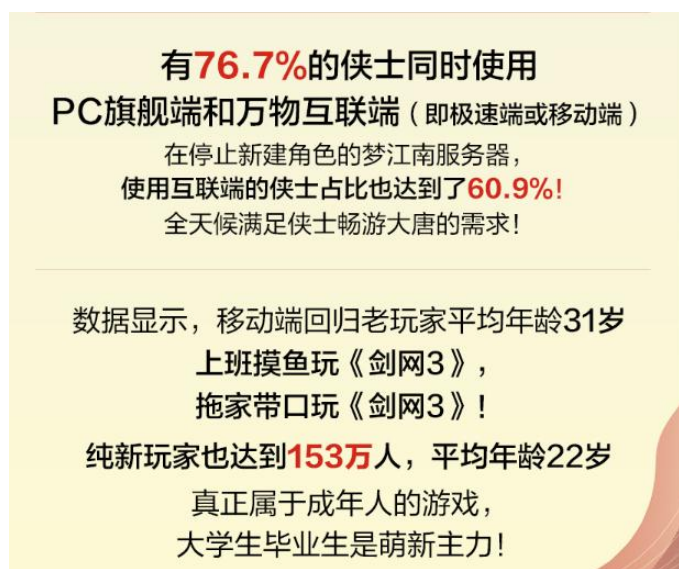 有76.7%的侠士同时使用
PC旗舰端和万物互联端（即极速端或移动端）
在停止新建角色的梦江南服务器，
使用互联端的侠士占比也达到了60.9%！
全天候满足侠士畅游大唐的需求！
数据显示，移动端回归老玩家平均年龄31岁
上班摸鱼玩《剑网3》，
拖家带口玩《剑网3》！
纯新玩家也达到153万人，平均年龄22岁
真正属于成年人的游戏，
大学生毕业生是萌新主力！